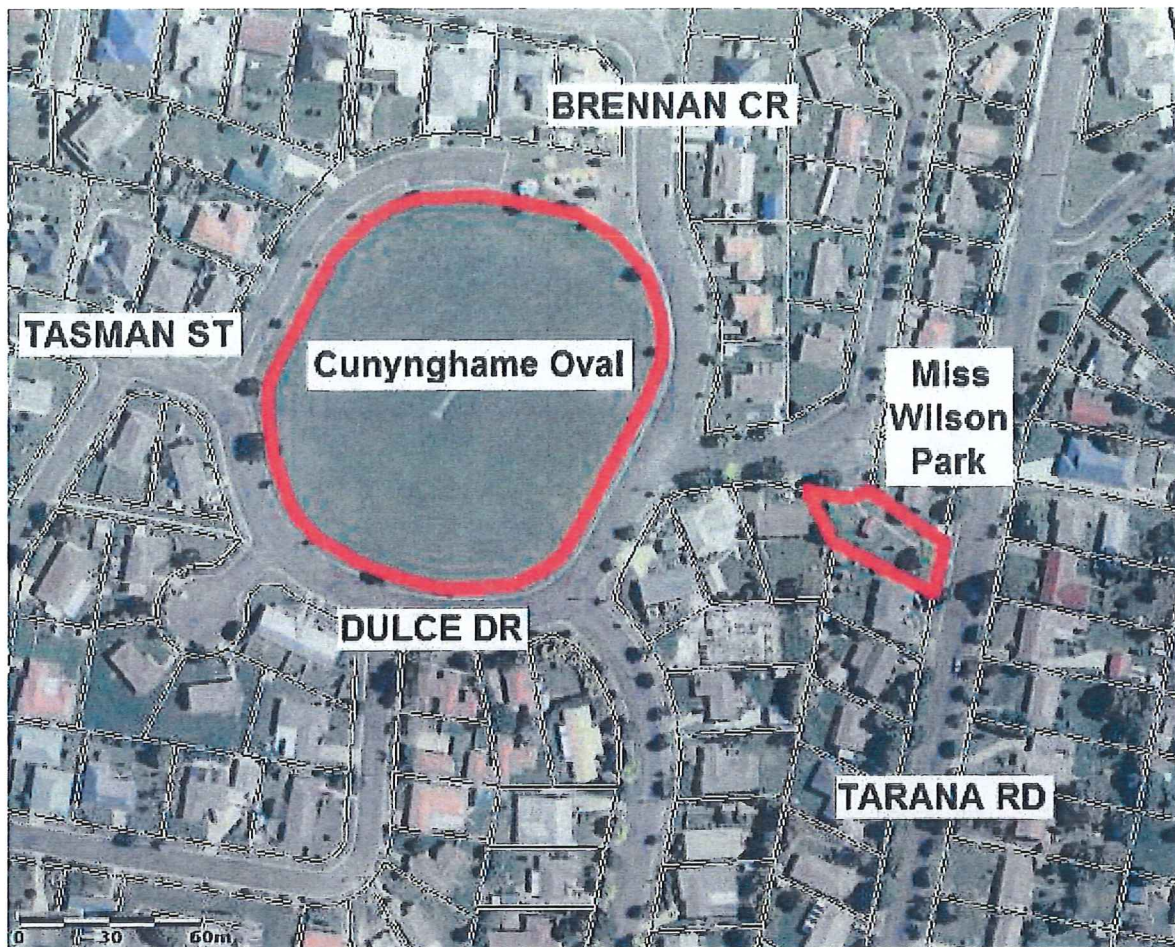 BRENNAN CR
TASMAN ST
Cunynghame Oval
Miss
Wilson
Park
DULCE DR
TARANA RD
0 30 60m